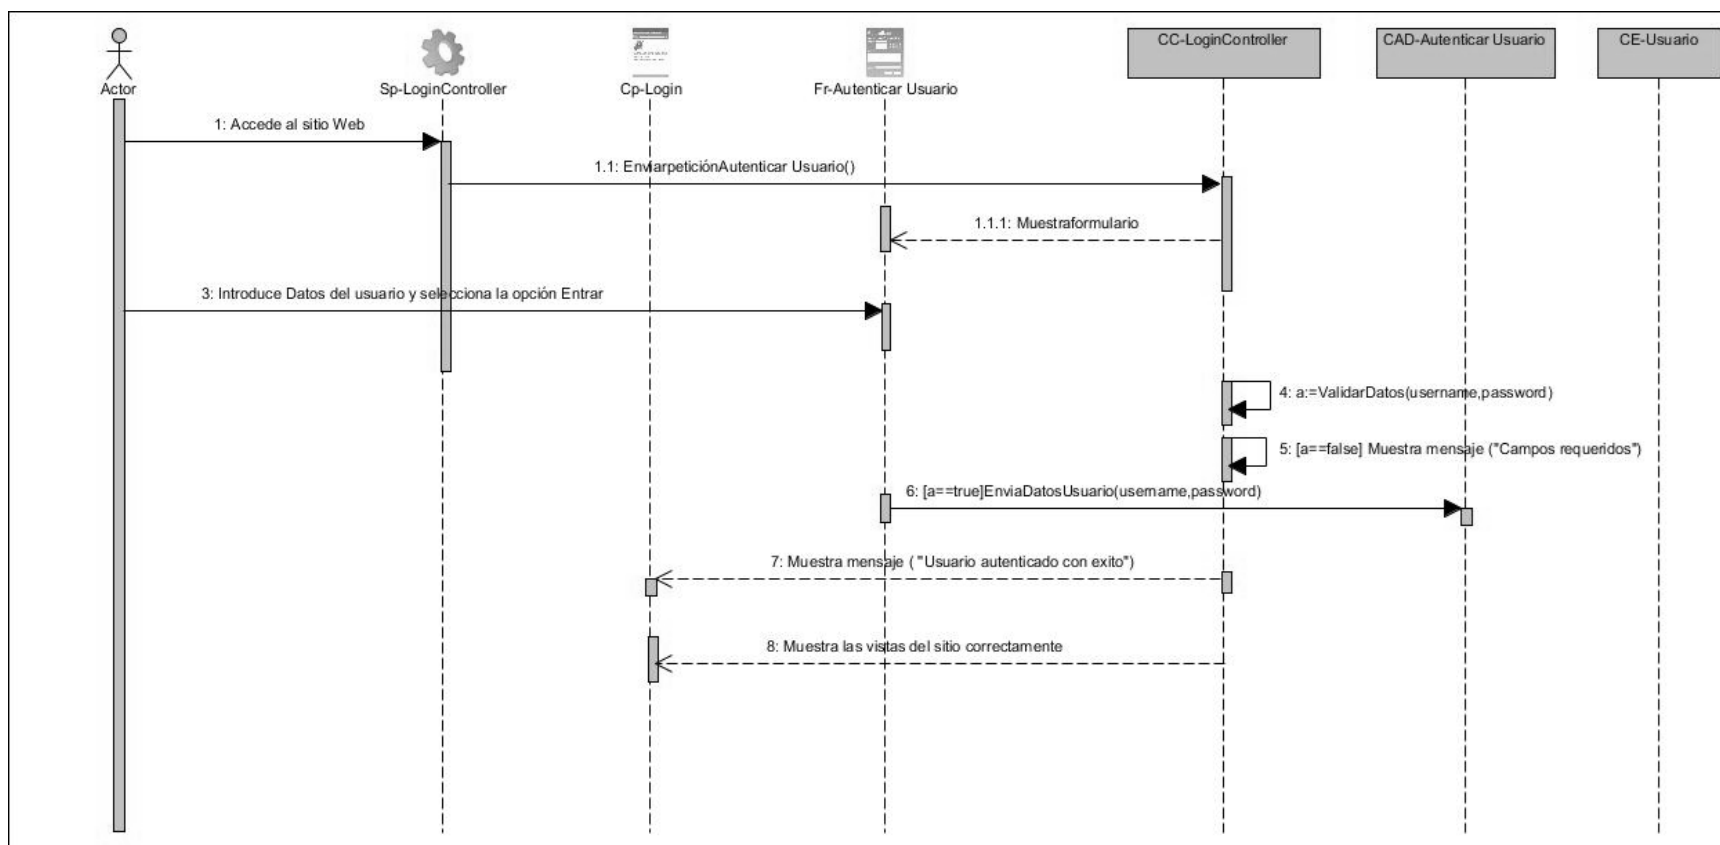 Actor
Sp-LoginController
Cp-Login
Fr-Autenticar Usuario
CC-LoginController
CAD-Autenticar Usuario
CE-Usuario
1: Accede al sitio Web
1.1: EnviarpeticiónAutenticar Usuario()
1.1.1: Muestraformulario
3: Introduce Datos del usuario y selecciona la opción Entrar
4: a:=ValidarDatos(username,password)
5: [a==false] Muestra mensaje ("Campos requeridos")
6: [a==true]EnviaDatosUsuario(username,password)
7: Muestra mensaje ( "Usuario autenticado con exito")
8: Muestra las vistas del sitio correctamente